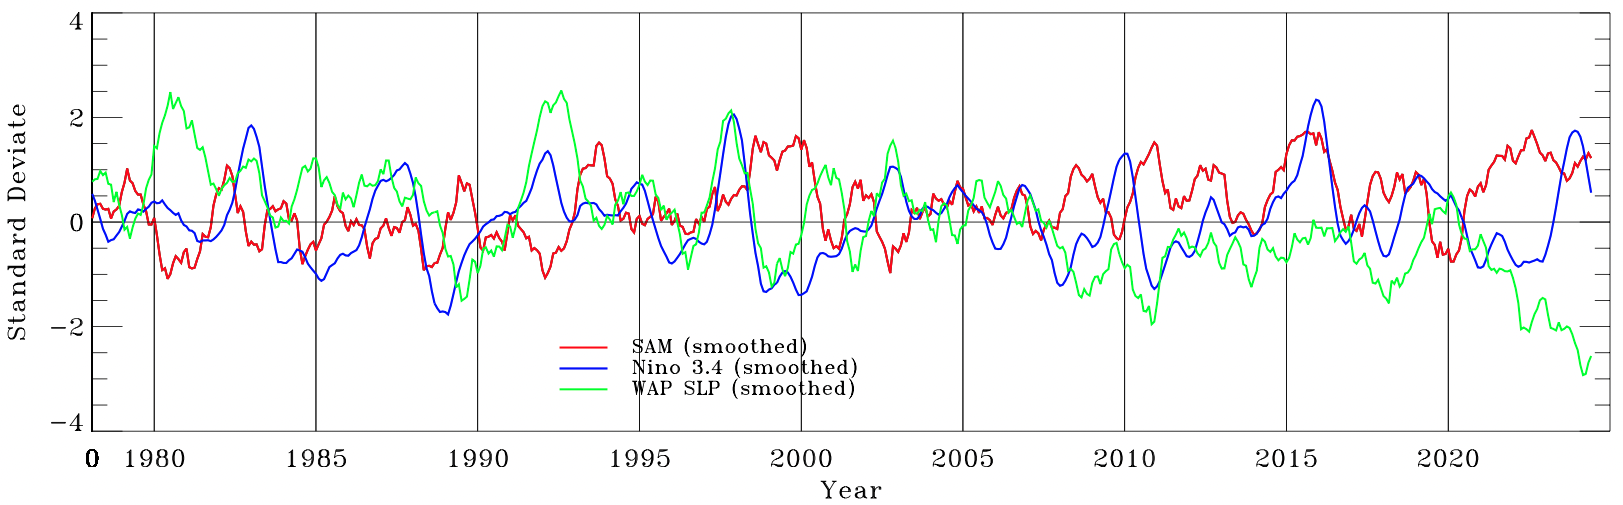 4
2
0
−2
−4
Standard Deviate
SAM (smoothed)
Nino 3.4 (smoothed)
WAP SLP (smoothed)
0 1980 1985 1990 1995 2000 2005 2010 2015 2020
Year